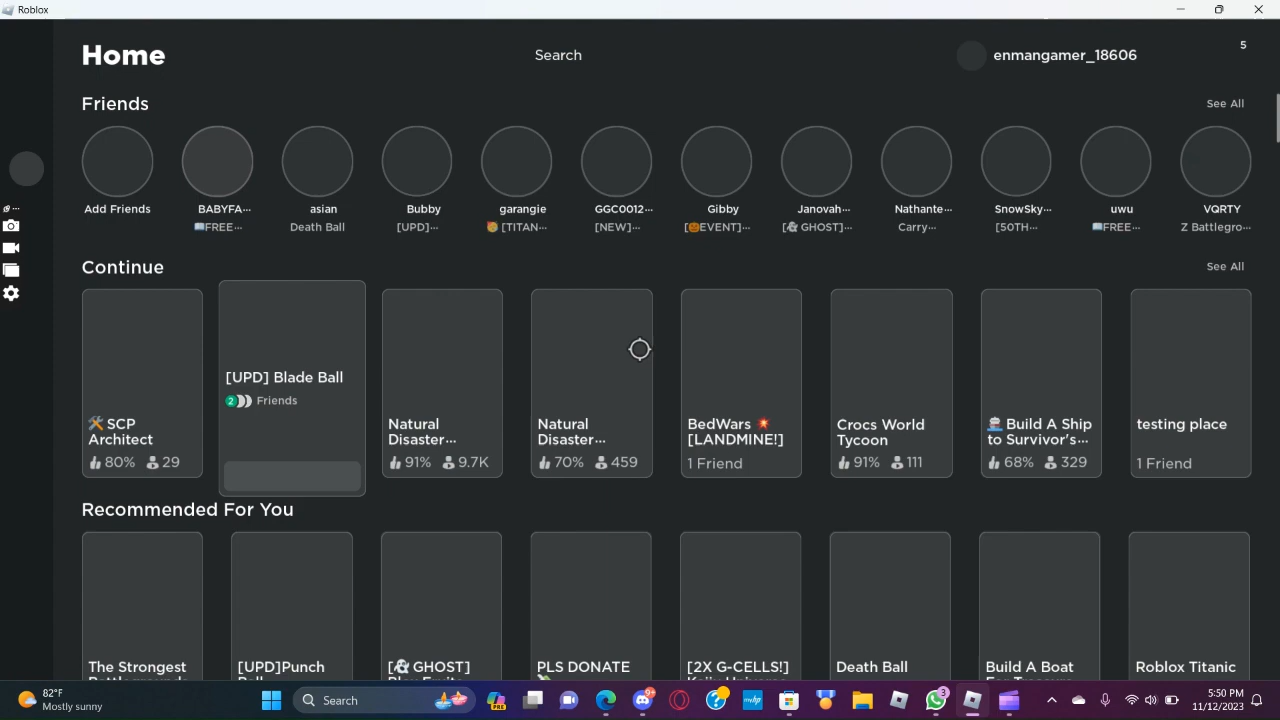 Roblox
Home
Search
enmangamer_18606
5
Friends
See All
Add Friends
BABYFA...
asian
Bubby
garangie
GGC0012...
Gibby
Janovah...
Nathante...
SnowSky...
uwu
VQRTY
FREE...
Death Ball
[UPD]...
[TITAN...
[NEW]...
[🎃EVENT]...
[👻 GHOST]...
Carry...
[50TH...
FREE...
Z Battlegro...
Continue
See All
🛠️ SCP
Architect
80% 29
[UPD] Blade Ball
2 Friends
Natural
Disaster...
91% 9.7K
Natural
Disaster...
70% 459
BedWars 💥
[LANDMINE!]
1 Friend
Crocs World
Tycoon
91% 111
Build A Ship
to Survivor's...
68% 329
testing place
1 Friend
Recommended For You
The Strongest
[UPD]Punch
[👻 GHOST]
PLS DONATE
[2X G-CELLS!]
Death Ball
Build A Boat
Roblox Titanic
82°F
Mostly sunny
Search
PRE
9+
my hp
3
5:50 PM
11/12/2023